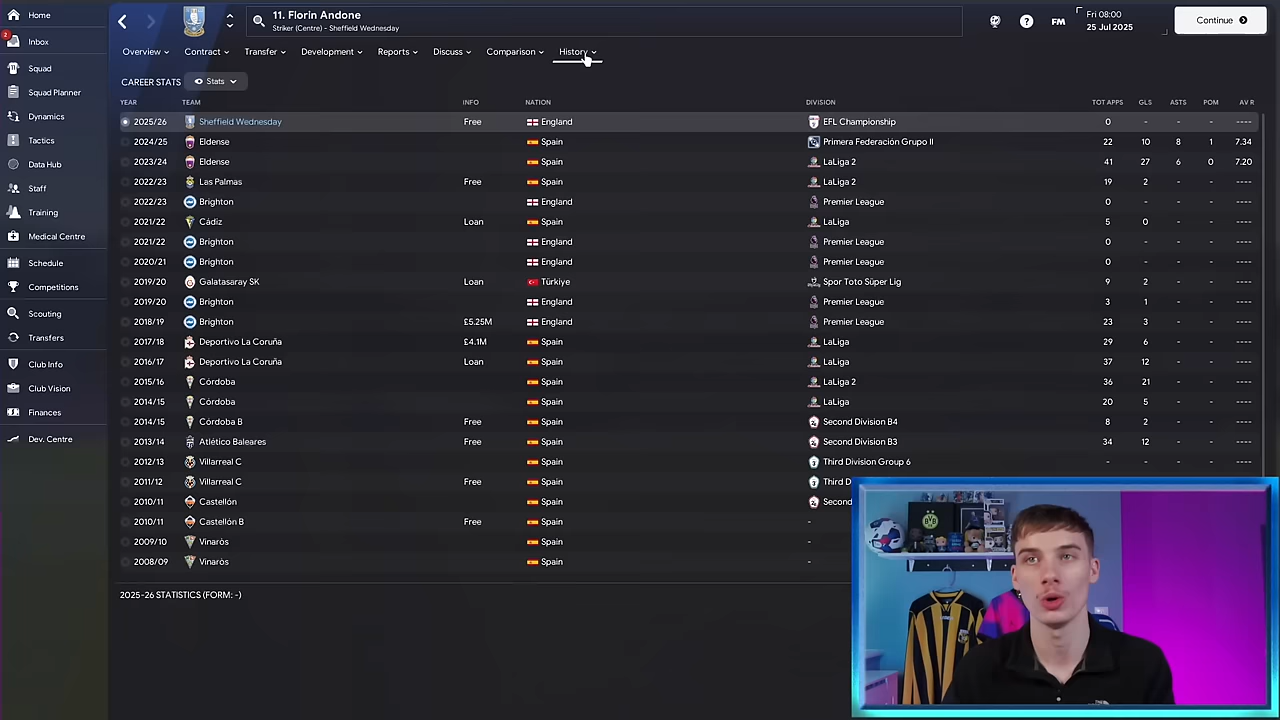 11. Florin Andone
Striker (Centre) - Sheffield Wednesday
FM
Fri 08:00
25 Jul 2025
Continue
Home
2
Inbox
Squad
Squad Planner
Dynamics
Tactics
Data Hub
Staff
Training
Medical Centre
Schedule
Competitions
Scouting
Transfers
Club Info
Club Vision
Finances
Dev. Centre
Overview Contract Transfer Development Reports Discuss Comparison History
CAREER STATS Stats
YEAR TEAM INFO NATION DIVISION TOT APPS GLS ASTS POM AV R
2025/26 Sheffield Wednesday Free England EFL Championship 0 - - - ----
2024/25 Eldense Spain Primera Federación Grupo II 22 10 8 1 7.34
2023/24 Eldense Spain LaLiga 2 41 27 6 0 7.20
2022/23 Las Palmas Free Spain LaLiga 2 19 2 - - ----
2022/23 Brighton England Premier League 0 - - - ----
2021/22 Cádiz Loan Spain LaLiga 5 0 - - ----
2021/22 Brighton England Premier League 0 - - - ----
2020/21 Brighton England Premier League 0 - - - ----
2019/20 Galatasaray SK Loan Türkiye Spor Toto Süper Lig 9 2 - - ----
2019/20 Brighton England Premier League 3 1 - - ----
2018/19 Brighton £5.25M England Premier League 23 3 - - ----
2017/18 Deportivo La Coruña £4.1M Spain LaLiga 29 6 - - ----
2016/17 Deportivo La Coruña Loan Spain LaLiga 37 12 - - ----
2015/16 Córdoba Spain LaLiga 2 36 21 - - ----
2014/15 Córdoba Spain LaLiga 20 5 - - ----
2014/15 Córdoba B Free Spain Second Division B4 8 2 - - ----
2013/14 Atlético Baleares Free Spain Second Division B3 34 12 - - ----
2012/13 Villarreal C Spain Third Division Group 6 - - - - ----
2011/12 Villarreal C Free Spain Third D
2010/11 Castellón Spain Second
2010/11 Castellón B Free Spain -
2009/10 Vinaròs Spain -
2008/09 Vinaròs Spain -
2025-26 STATISTICS (FORM: -)
BVB
09